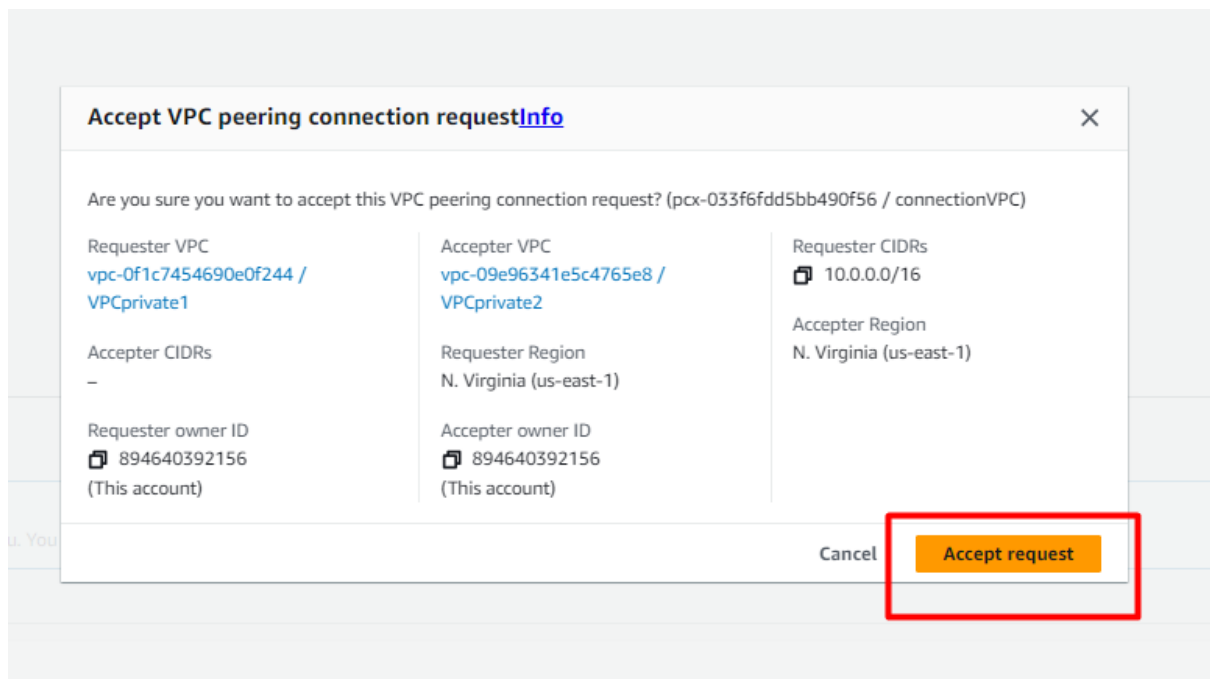 Accept VPC peering connection requestInfo
Are you sure you want to accept this VPC peering connection request? (pcx-033f6fdd5bb490f56 / connectionVPC)
Requester VPC
vpc-0f1c7454690e0f244 /
VPCprivate1
Accepter VPC
vpc-09e96341e5c4765e8 /
VPCprivate2
Requester CIDRs
10.0.0.0/16
Accepter CIDRs
–
Requester Region
N. Virginia (us-east-1)
Accepter Region
N. Virginia (us-east-1)
Requester owner ID
894640392156
(This account)
Accepter owner ID
894640392156
(This account)
u. You
Cancel
Accept request